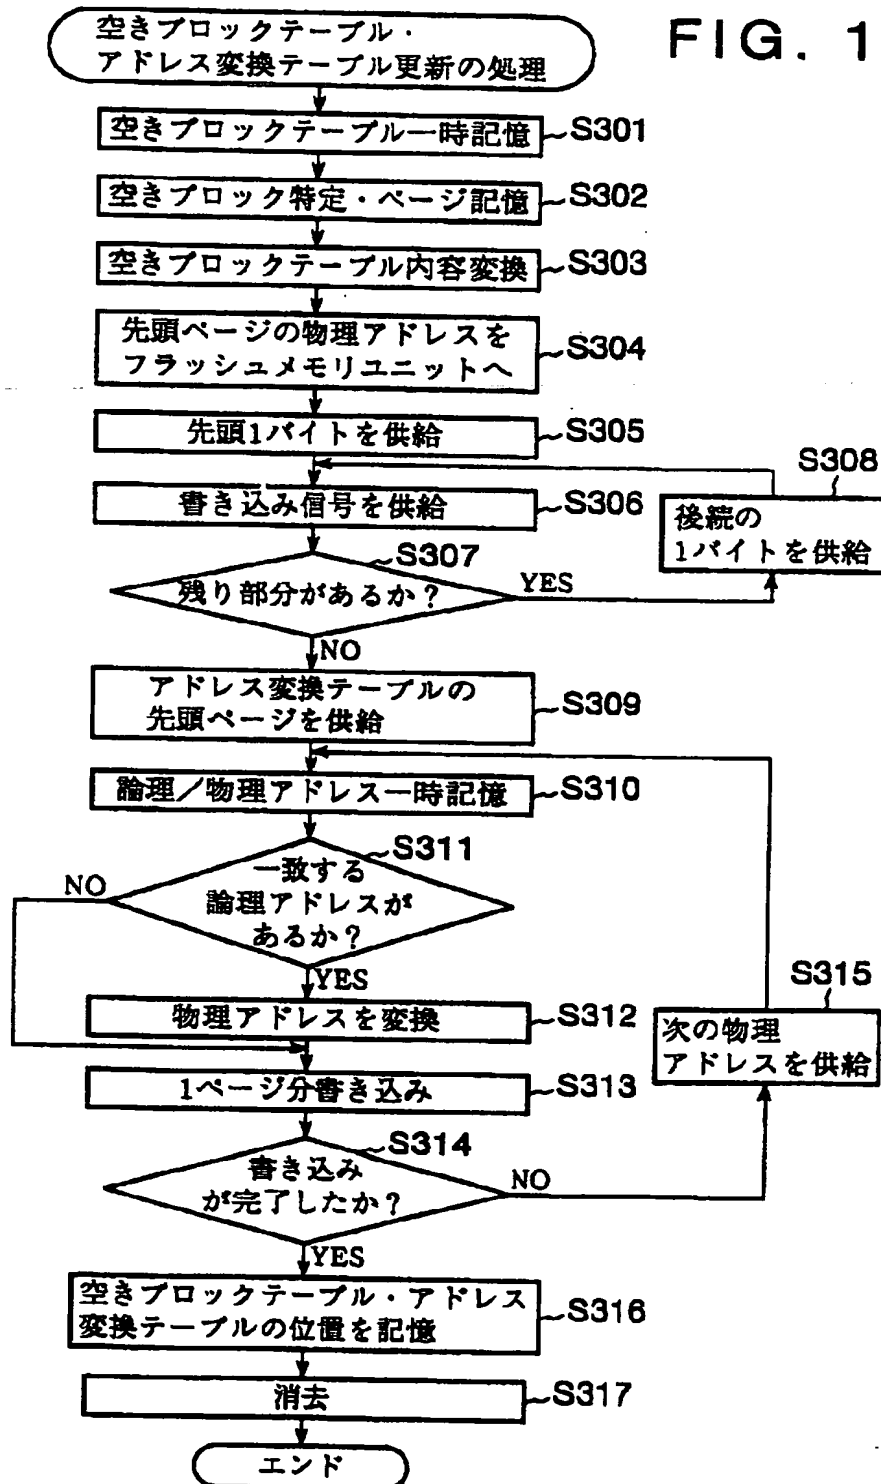 空きブロックテーブル・
アドレス変換テーブル更新の処理
FIG. 1
空きブロックテーブル一時記憶
S301
空きブロック特定・ページ記憶
S302
空きブロックテーブル内容変換
S303
先頭ページの物理アドレスを
フラッシュメモリユニットへ
S304
先頭1バイトを供給
S305
書き込み信号を供給
S306
S308
後続の
1バイトを供給
S307
残り部分があるか?
YES
NO
アドレス変換テーブルの
先頭ページを供給
S309
論理/物理アドレス一時記憶
S310
S311
一致する
論理アドレスが
あるか?
NO
YES
物理アドレスを変換
S312
S315
次の物理
アドレスを供給
1ページ分書き込み
S313
S314
書き込み
が完了したか?
NO
YES
空きブロックテーブル・アドレス
変換テーブルの位置を記憶
S316
消去
S317
エンド